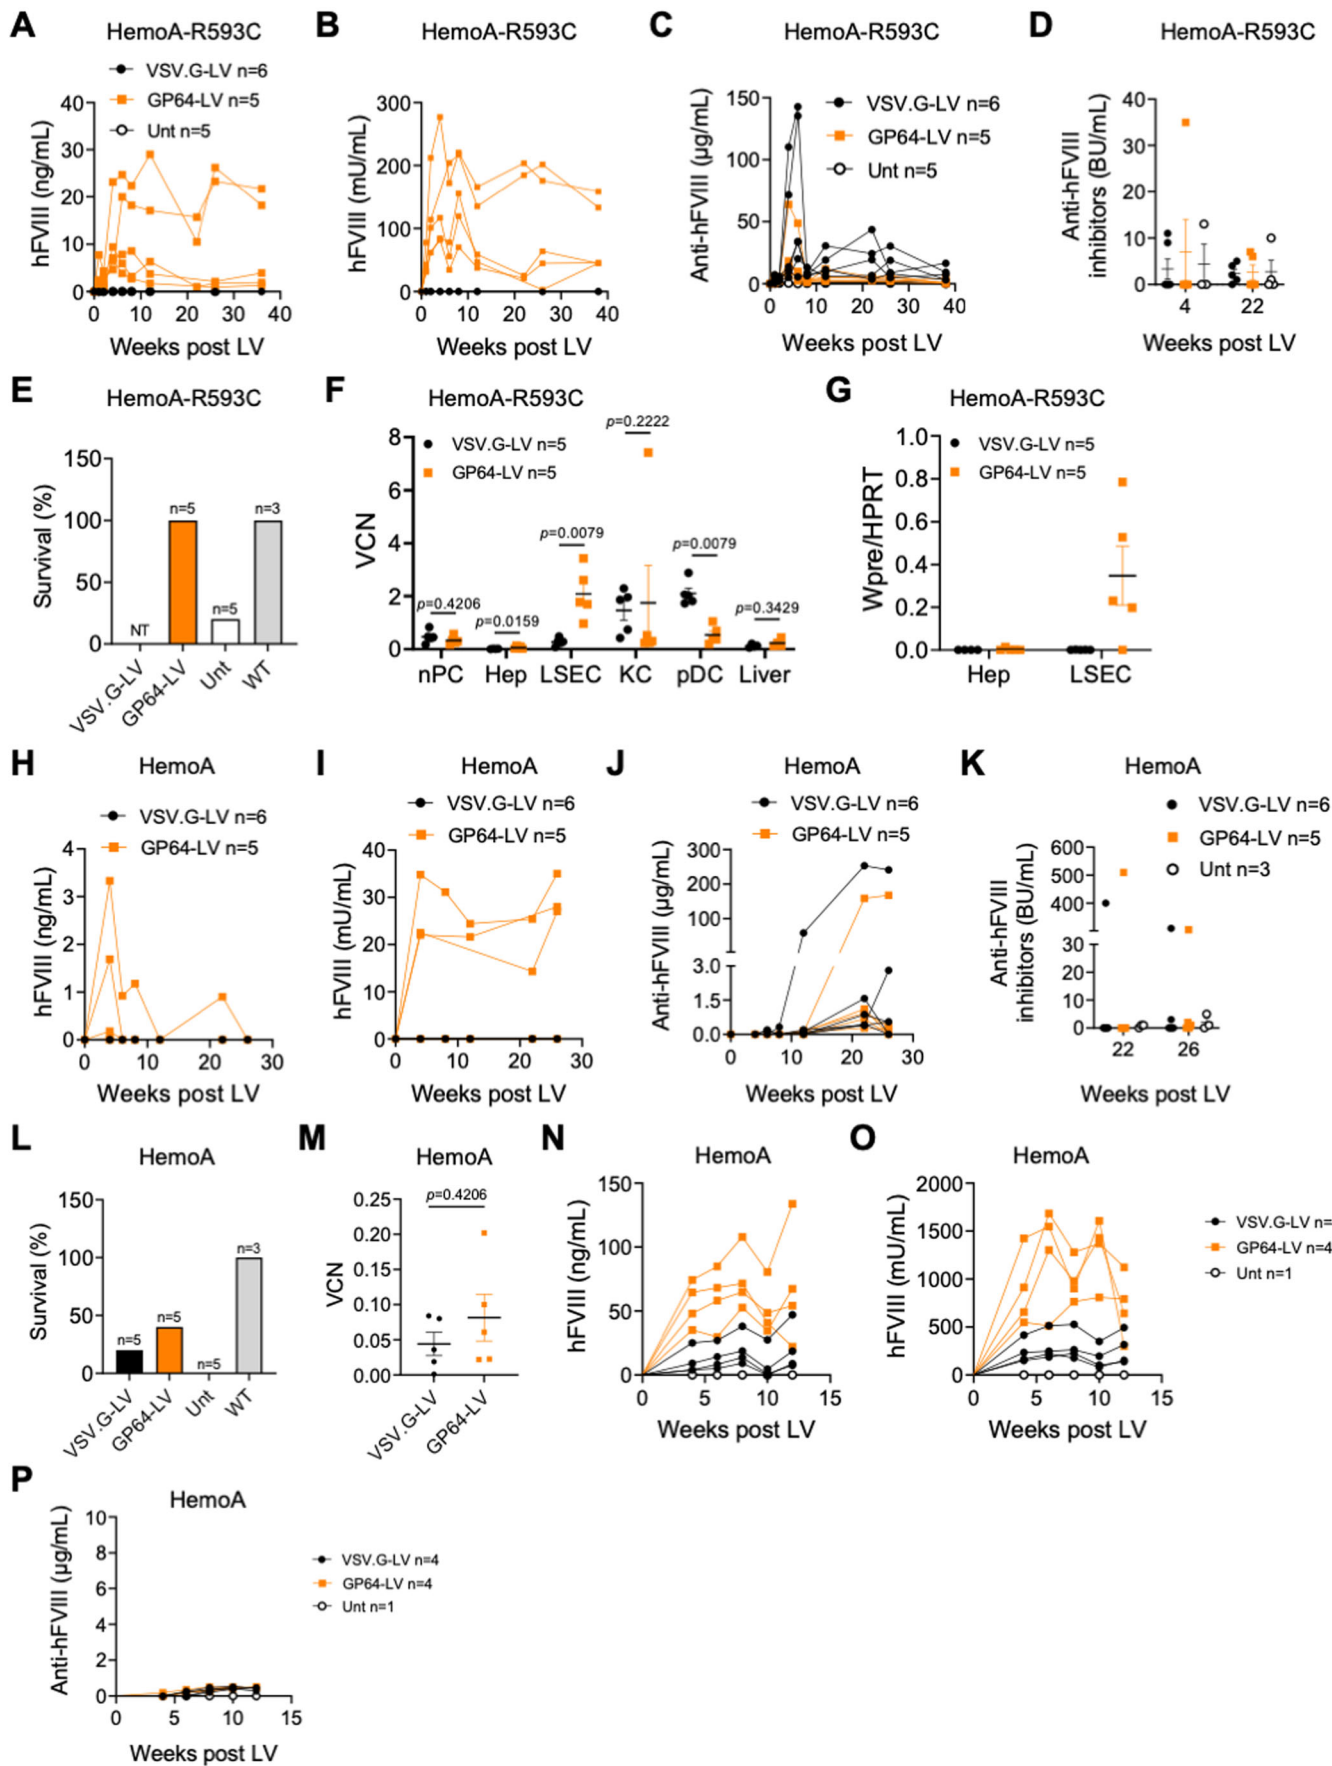 A
HemoA-R593C
VSV.G-LV n=6
GP64-LV n=5
Unt n=5
hFVIII (ng/mL)
40
30
20
10
0
0 10 20 30 40
Weeks post LV
B
HemoA-R593C
hFVIII (mU/mL)
300
200
100
0
0 10 20 30 40
Weeks post LV
C
HemoA-R593C
VSV.G-LV n=6
GP64-LV n=5
Unt n=5
Anti-hFVIII (µg/mL)
150
100
50
0
0 10 20 30 40
Weeks post LV
D
HemoA-R593C
Anti-hFVIII
inhibitors (BU/mL)
40
30
20
10
0
4 22
Weeks post LV
E
HemoA-R593C
Survival (%)
150
100
50
0
NT
n=5
n=5
n=3
VSV.G-LV
GP64-LV
Unt
WT
F
HemoA-R593C
VSV.G-LV n=5
GP64-LV n=5
VCN
8
6
4
2
0
p=0.4206
p=0.0159
p=0.0079
p=0.2222
p=0.0079
p=0.3429
nPC Hep LSEC KC pDC Liver
G
HemoA-R593C
VSV.G-LV n=5
GP64-LV n=5
Wpre/HPRT
1.0
0.8
0.6
0.4
0.2
0.0
Hep LSEC
H
HemoA
VSV.G-LV n=6
GP64-LV n=5
hFVIII (ng/mL)
4
3
2
1
0
0 10 20 30
Weeks post LV
I
HemoA
VSV.G-LV n=6
GP64-LV n=5
hFVIII (mU/mL)
40
30
20
10
0
0 10 20 30
Weeks post LV
J
HemoA
VSV.G-LV n=6
GP64-LV n=5
Anti-hFVIII (µg/mL)
300
200
100
3.0
1.5
0.0
0 10 20 30
Weeks post LV
K
HemoA
VSV.G-LV n=6
GP64-LV n=5
Unt n=3
Anti-hFVIII
inhibitors (BU/mL)
600
500
400
30
20
10
0
22 26
Weeks post LV
L
HemoA
Survival (%)
150
100
50
0
n=5
n=5
n=5
n=3
VSV.G-LV
GP64-LV
Unt
WT
M
HemoA
p=0.4206
VCN
0.25
0.20
0.15
0.10
0.05
0.00
VSV.G-LV
GP64-LV
N
HemoA
hFVIII (ng/mL)
150
100
50
0
0 5 10 15
Weeks post LV
O
HemoA
hFVIII (mU/mL)
2000
1500
1000
500
0
0 5 10 15
Weeks post LV
VSV.G-LV n=
GP64-LV n=4
Unt n=1
P
HemoA
Anti-hFVIII (µg/mL)
10
8
6
4
2
0
0 5 10 15
Weeks post LV
VSV.G-LV n=4
GP64-LV n=4
Unt n=1